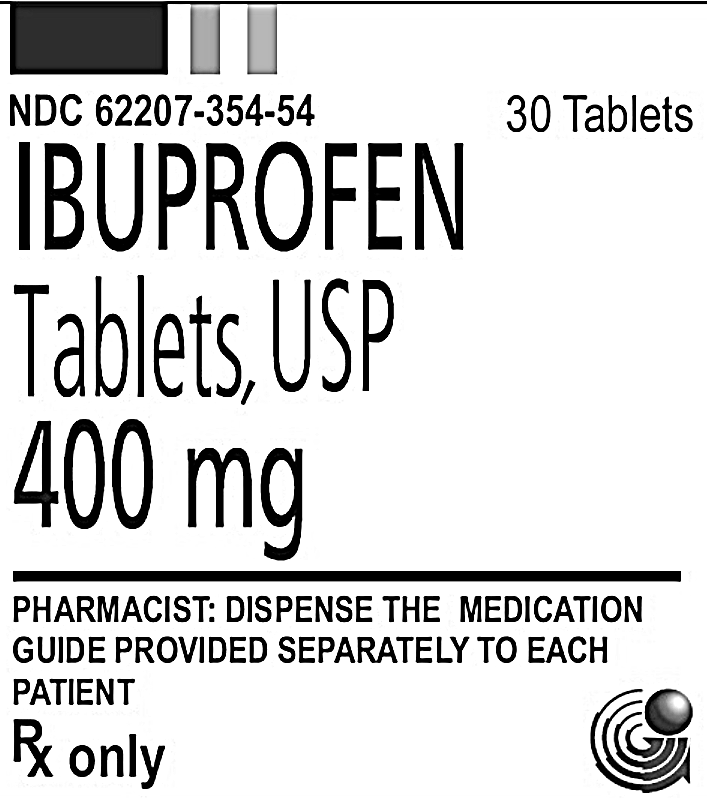 NDC 62207-354-54
30 Tablets
IBUPROFEN
Tablets, USP
400 mg
PHARMACIST: DISPENSE THE MEDICATION
GUIDE PROVIDED SEPARATELY TO EACH
PATIENT
Rx only